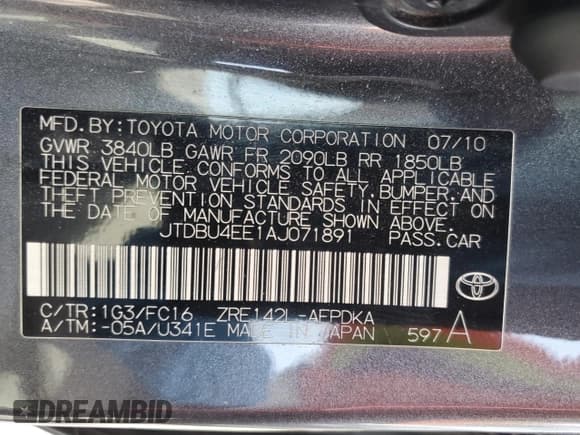 MFD.BY:TOYOTA MOTOR CORPORATION 07/10
GVWR 3840LB GAWR FR 2090LB RR 1850LB
THIS VEHICLE CONFORMS TO ALL APPLICABLE
FEDERAL MOTOR VEHICLE SAFETY,BUMPER,AND
THEFT PREVENTION STANDARDS IN EFFECT ON
THE DATE OF MANUFACTURE SHOWN ABOVE.
JTDBU4EE1AJ071891 PASS.CAR
C/TR:1G3/FC16 ZRE142L-AEPDKA
A/TM:-05A/U341E MADE IN JAPAN 597A
DREAMBID